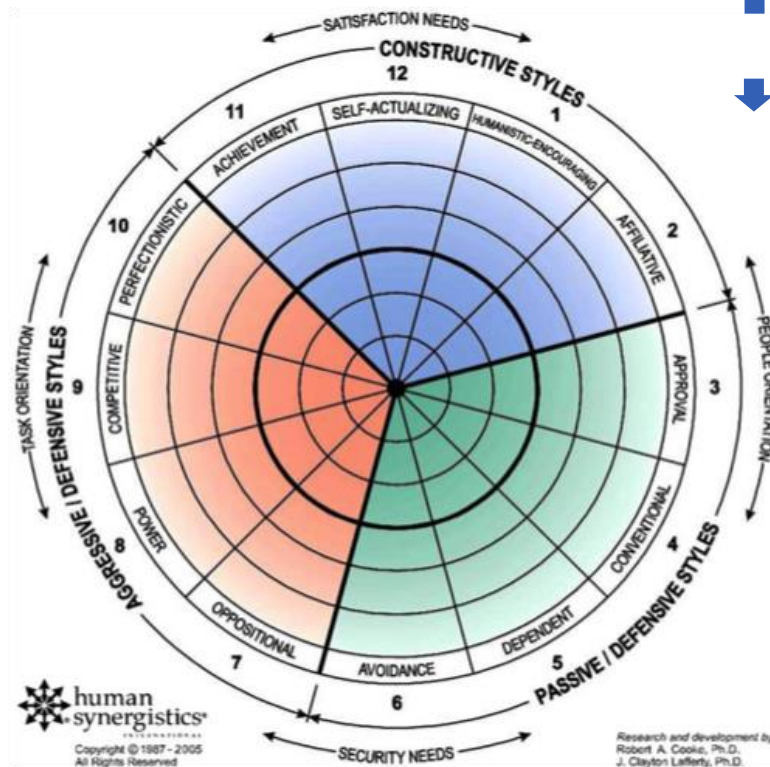 SATISFACTION NEEDS
CONSTRUCTIVE STYLES
12
11
1
ACHIEVEMENT
SELF-ACTUALIZING
HUMANISTIC-ENCOURAGING
10
2
PERFECTIONISTIC
AFFILIATIVE
TASK ORIENTATION
AGGRESSIVE / DEFENSIVE STYLES
9
COMPETITIVE
APPROVAL
3
PEOPLE ORIENTATION
8
POWER
CONVENTIONAL
4
OPPOSITIONAL
DEPENDENT
PASSIVE / DEFENSIVE STYLES
7
AVOIDANCE
5
6
SECURITY NEEDS
human
synergistics
INTERNATIONAL
Copyright © 1987 - 2005
All Rights Reserved
Research and development by
Robert A. Cooke, Ph.D.
J. Clayton Lafferty, Ph.D.